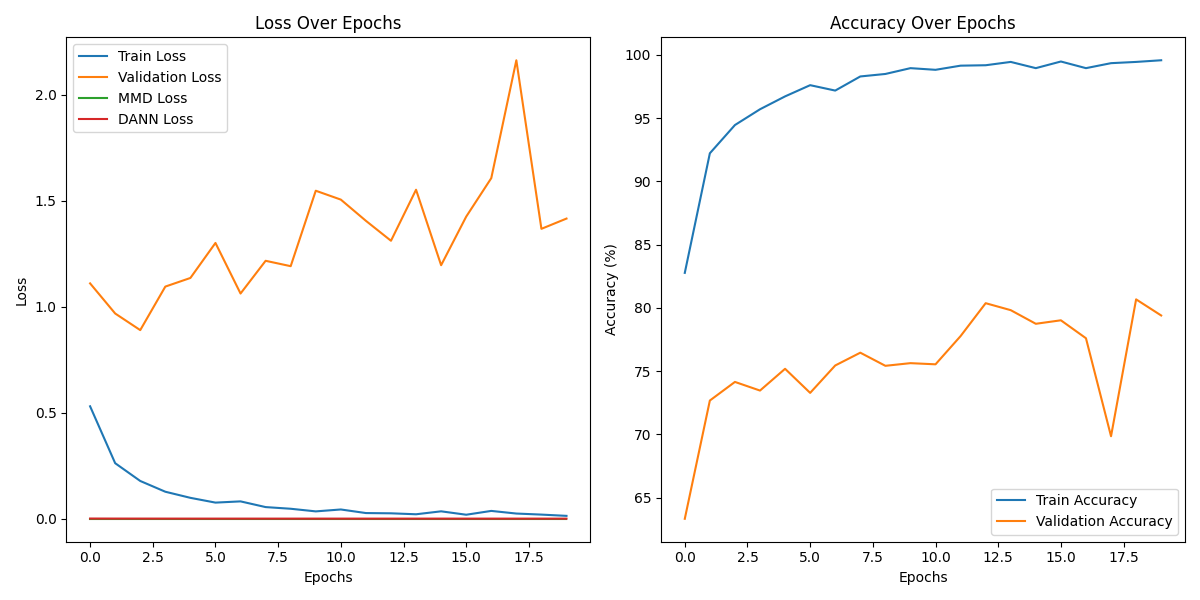 Loss Over Epochs
Train Loss
Validation Loss
MMD Loss
DANN Loss
2.0
1.5
1.0
0.5
0.0
Loss
0.0 2.5 5.0 7.5 10.0 12.5 15.0 17.5
Epochs
Accuracy Over Epochs
100
95
90
85
80
75
70
65
Accuracy (%)
Train Accuracy
Validation Accuracy
0.0 2.5 5.0 7.5 10.0 12.5 15.0 17.5
Epochs